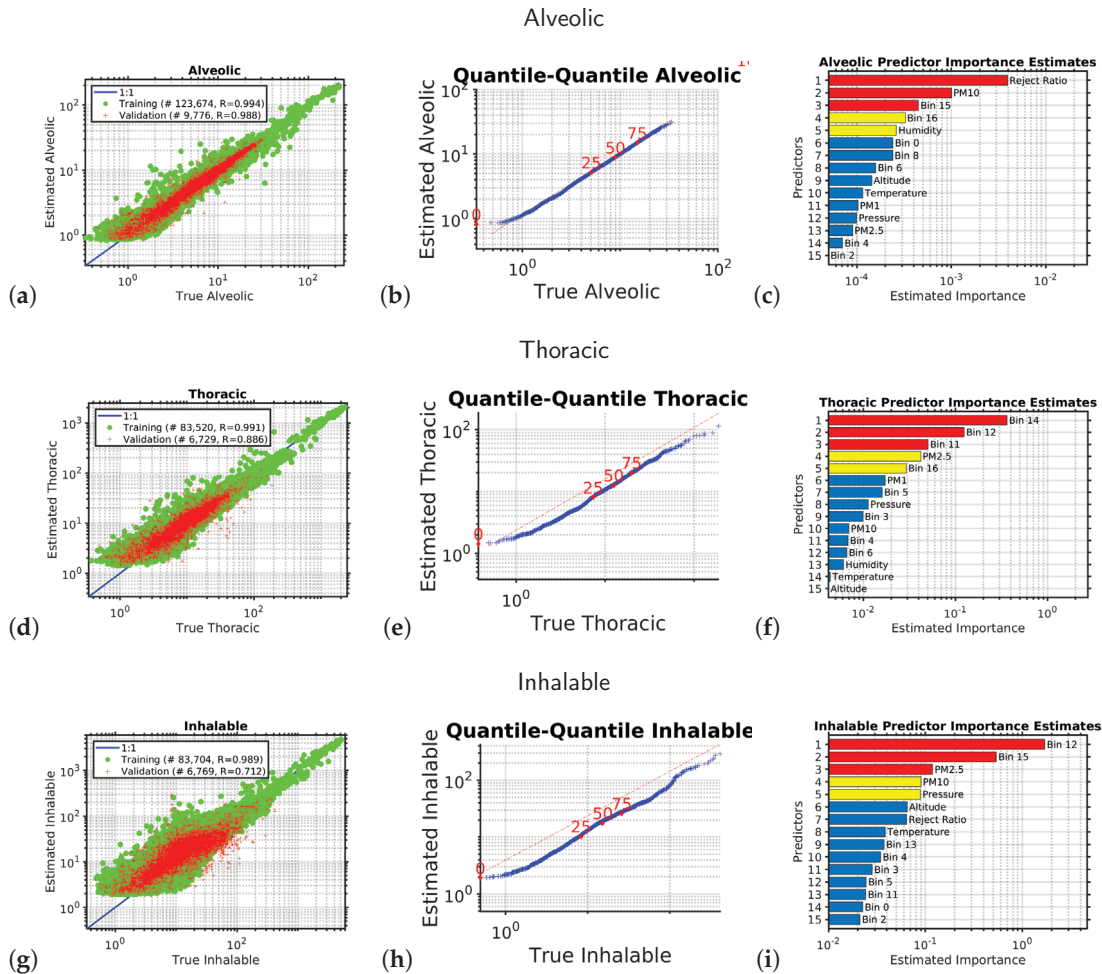 Alveolic
Alveolic
1:1
Training (# 123,674, R=0.994)
Validation (# 9,776, R=0.988)
Estimated Alveolic
10^2
10^1
10^0
10^0 10^1 10^2
True Alveolic
(a)
Quantile-Quantile Alveolic
Estimated Alveolic
10^2
10^1
10^0
0
25
50
75
10^0 10^1 10^2
True Alveolic
(b)
Alveolic Predictor Importance Estimates
Predictors
1 Reject Ratio
2 PM10
3 Bin 15
4 Bin 16
5 Humidity
6 Bin 0
7 Bin 8
8 Bin 6
9 Altitude
10 Temperature
11 PM1
12 Pressure
13 PM2.5
14 Bin 4
15 Bin 2
10^-4 10^-3 10^-2
Estimated Importance
(c)
Thoracic
Thoracic
1:1
Training (# 83,520, R=0.991)
Validation (# 6,729, R=0.886)
Estimated Thoracic
10^3
10^2
10^1
10^0
10^0 10^2
True Thoracic
(d)
Quantile-Quantile Thoracic
Estimated Thoracic
10^2
10^0
0
25
50
75
10^0
True Thoracic
(e)
Thoracic Predictor Importance Estimates
Predictors
1 Bin 14
2 Bin 12
3 Bin 11
4 PM2.5
5 Bin 16
6 PM1
7 Bin 5
8 Pressure
9 Bin 3
10 PM10
11 Bin 4
12 Bin 6
13 Humidity
14 Temperature
15 Altitude
10^-2 10^-1 10^0
Estimated Importance
(f)
Inhalable
Inhalable
1:1
Training (# 83,704, R=0.989)
Validation (# 6,769, R=0.712)
Estimated Inhalable
10^3
10^2
10^1
10^0
10^0 10^2
True Inhalable
(g)
Quantile-Quantile Inhalable
Estimated Inhalable
10^2
10^0
0
25
50
75
10^0
True Inhalable
(h)
Inhalable Predictor Importance Estimates
Predictors
1 Bin 12
2 Bin 15
3 PM2.5
4 PM10
5 Pressure
6 Altitude
7 Reject Ratio
8 Temperature
9 Bin 13
10 Bin 4
11 Bin 3
12 Bin 5
13 Bin 11
14 Bin 0
15 Bin 2
10^-2 10^-1 10^0
Estimated Importance
(i)